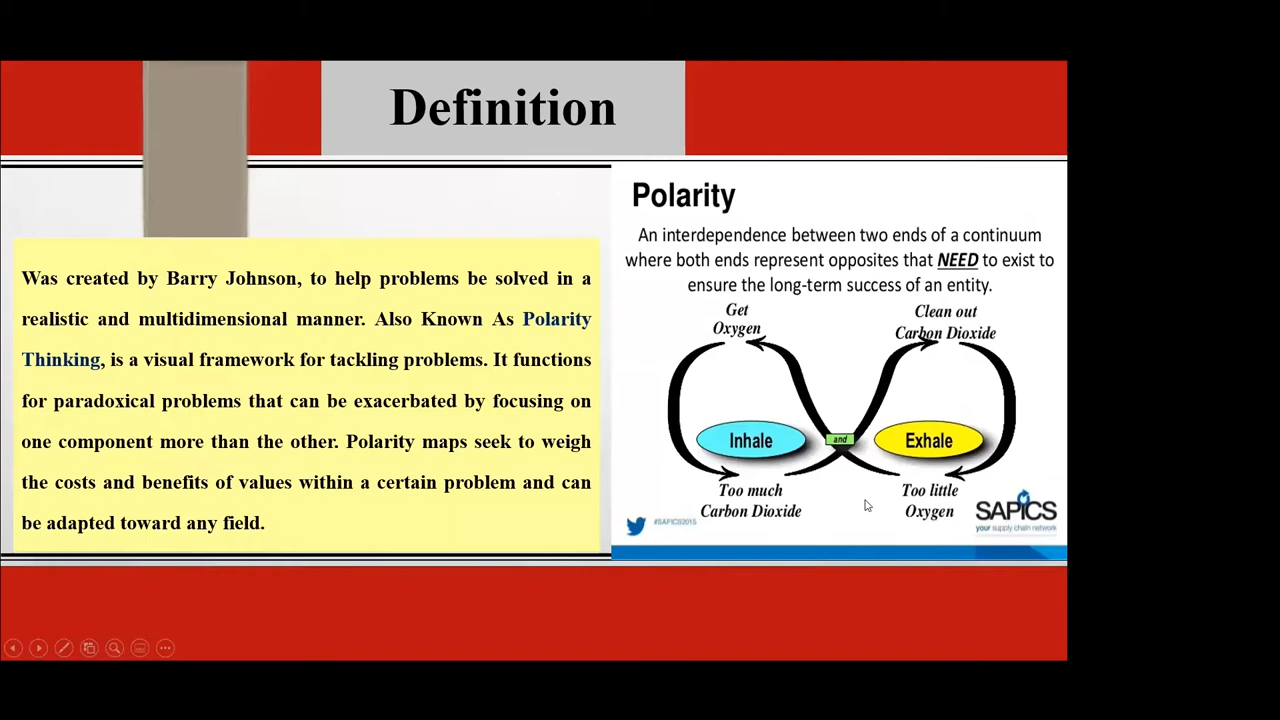 Definition
Was created by Barry Johnson, to help problems be solved in a
realistic and multidimensional manner. Also Known As Polarity
Thinking, is a visual framework for tackling problems. It functions
for paradoxical problems that can be exacerbated by focusing on
one component more than the other. Polarity maps seek to weigh
the costs and benefits of values within a certain problem and can
be adapted toward any field.
Polarity
An interdependence between two ends of a continuum
where both ends represent opposites that NEED to exist to
ensure the long-term success of an entity.
Get
Oxygen
Clean out
Carbon Dioxide
Inhale
and
Exhale
Too much
Carbon Dioxide
Too little
Oxygen
#SAPICS2015
SAPICS
your supply chain network